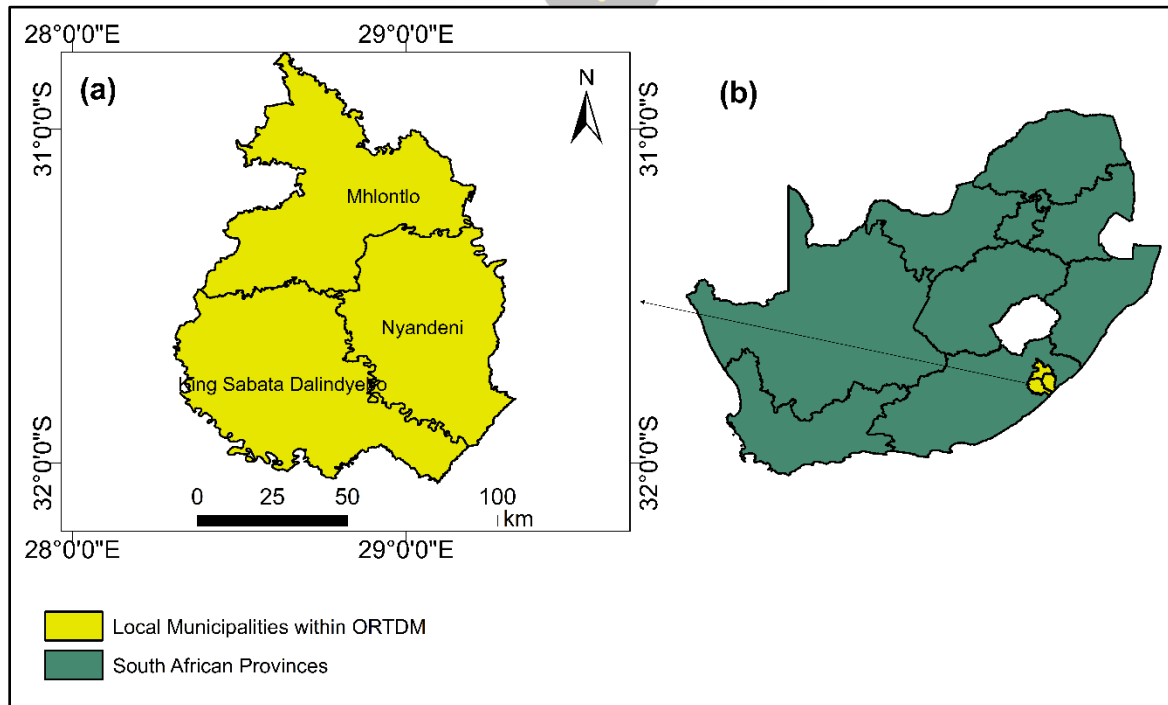 28°0'0"E
29°0'0"E
(a)
N
(b)
31°0'0"S
31°0'0"S
Mhlontlo
Nyandeni
King Sabata Dalindyebo
32°0'0"S
32°0'0"S
0 25 50 100
km
28°0'0"E
29°0'0"E
Local Municipalities within ORTDM
South African Provinces